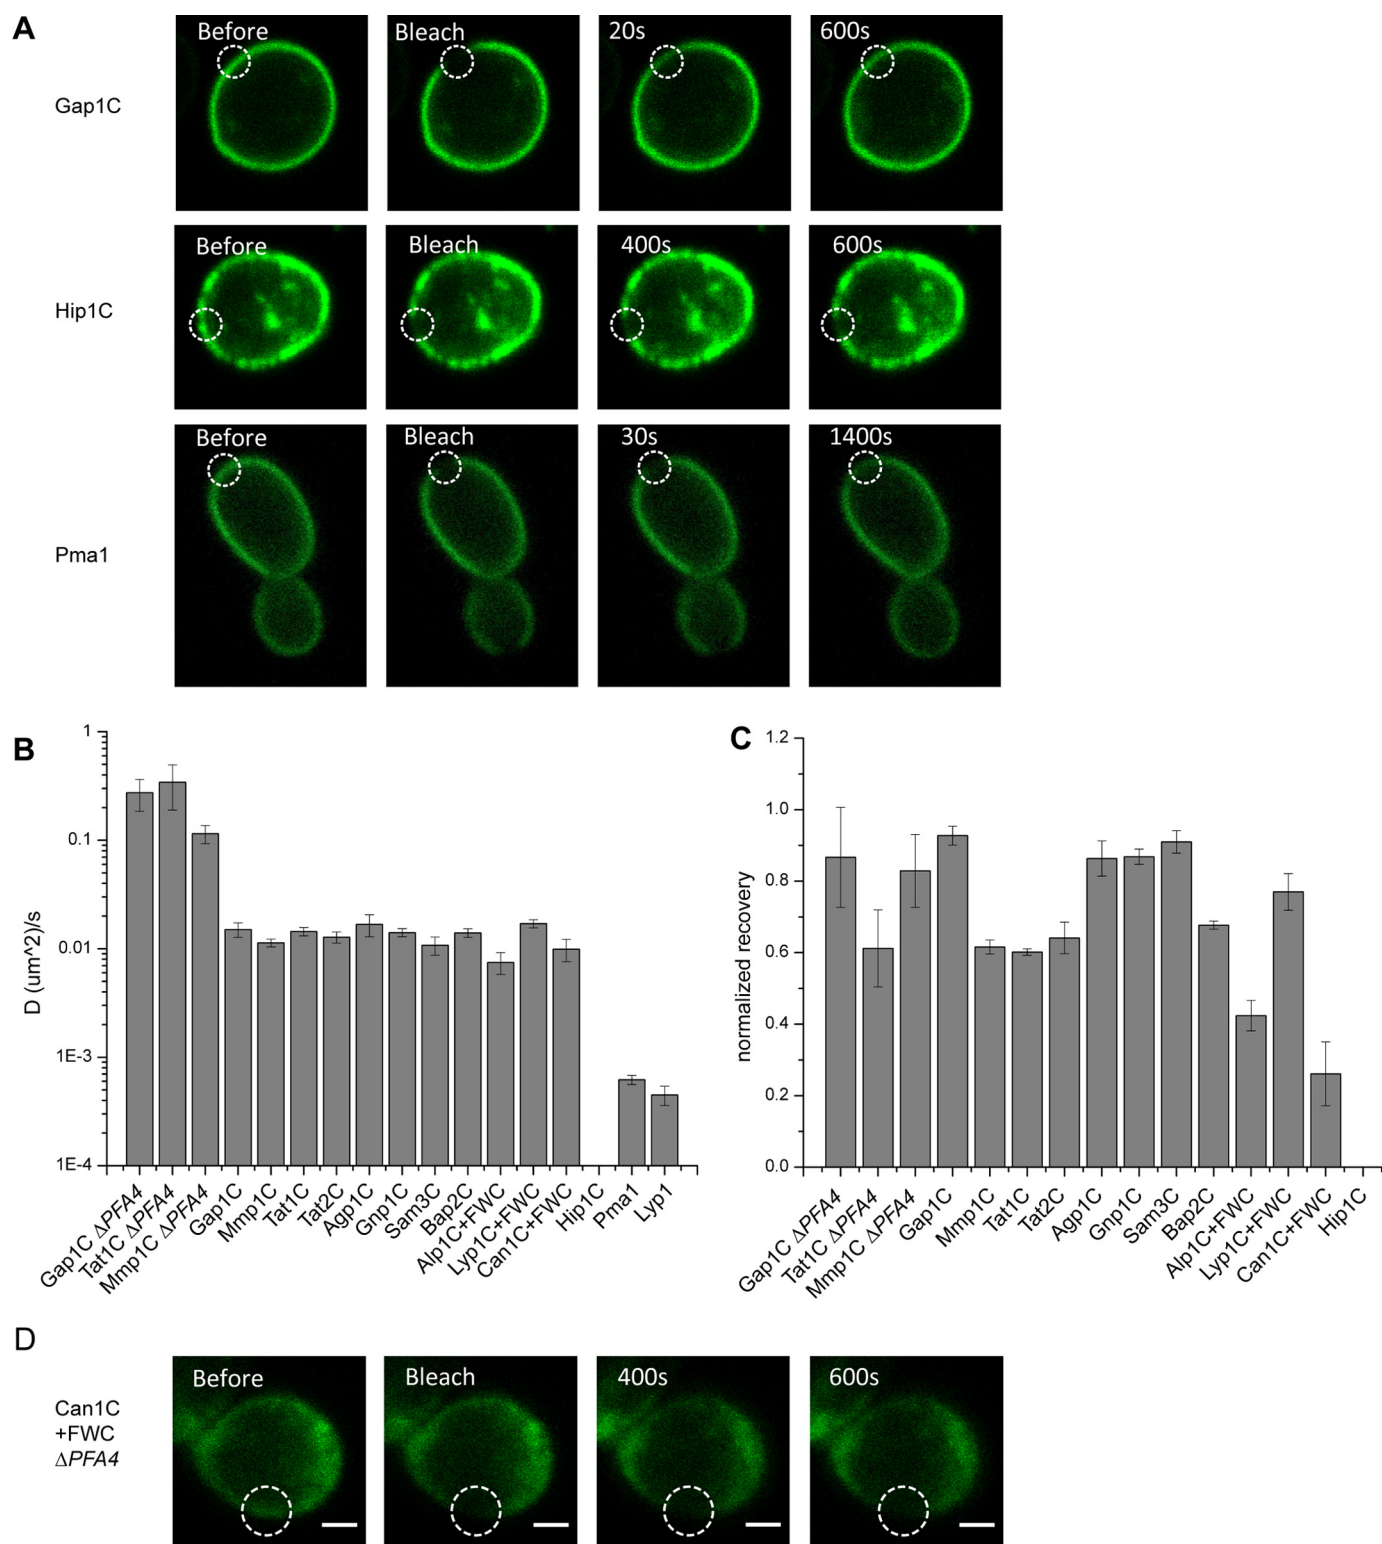 A
Before
Bleach
20s
600s
Gap1C
Before
Bleach
400s
600s
Hip1C
Before
Bleach
30s
1400s
Pma1
B
1
0.1
0.01
1E-3
1E-4
D (um^2)/s
Gap1C ΔPFA4
Tat1C ΔPFA4
Mmp1C ΔPFA4
Gap1C
Mmp1C
Tat1C
Tat2C
Agp1C
Gnp1C
Sam3C
Bap2C
Alp1C+FWC
Lyp1C+FWC
Can1C+FWC
Hip1C
Pma1
Lyp1
C
1.2
1.0
0.8
0.6
0.4
0.2
0.0
normalized recovery
Gap1C ΔPFA4
Tat1C ΔPFA4
Mmp1C ΔPFA4
Gap1C
Mmp1C
Tat1C
Tat2C
Agp1C
Gnp1C
Sam3C
Bap2C
Alp1C+FWC
Lyp1C+FWC
Can1C+FWC
Hip1C
D
Before
Bleach
400s
600s
Can1C
+FWC
ΔPFA4